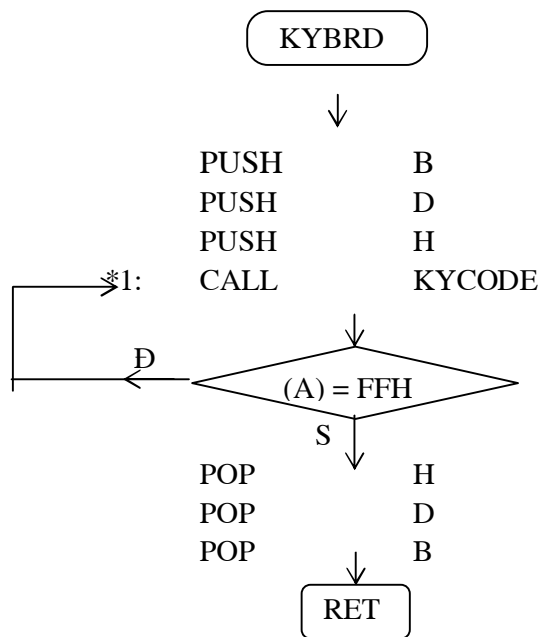 KYBRD
PUSH B
PUSH D
PUSH H
*1: CALL KYCODE
Đ
(A) = FFH
S
POP H
POP D
POP B
RET